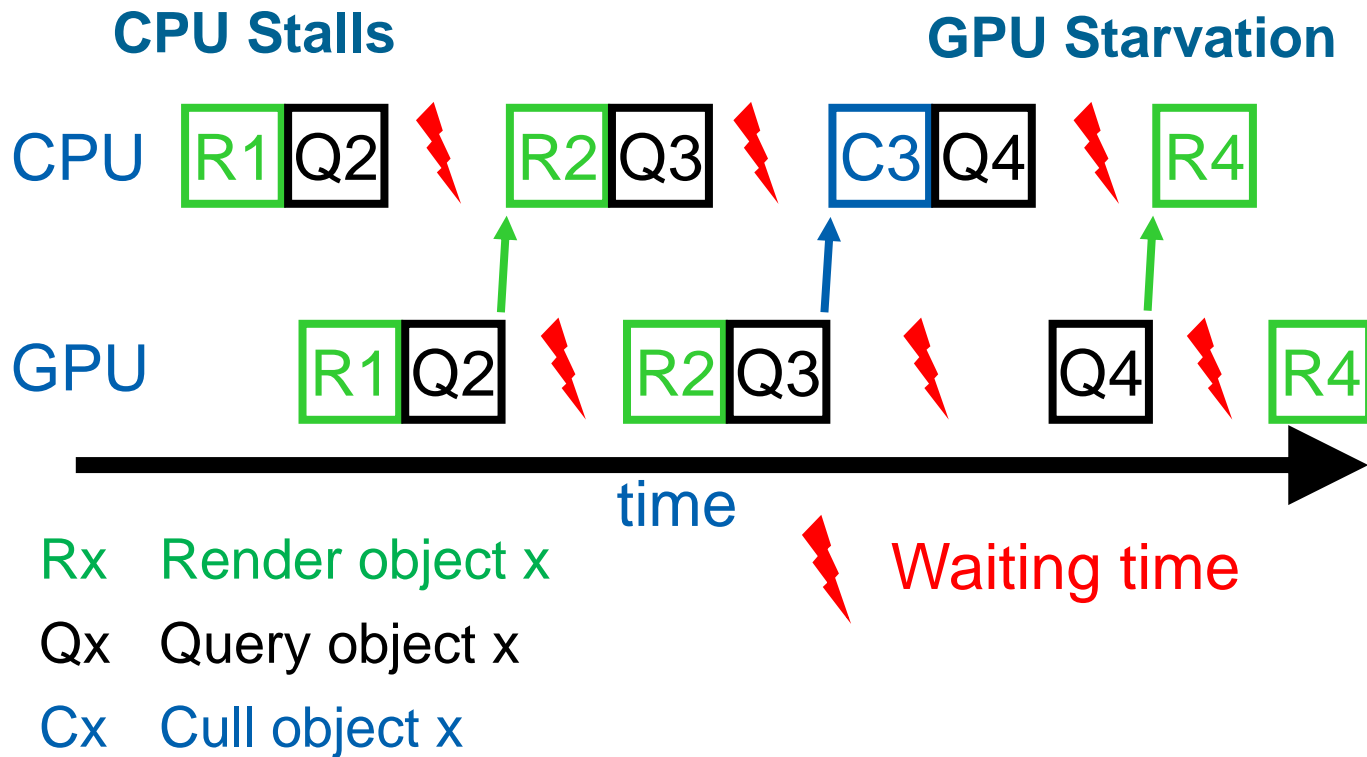 CPU Stalls GPU Starvation
CPU R1 Q2 R2 Q3 C3 Q4 R4
GPU R1 Q2 R2 Q3 Q4 R4
time
Rx Render object x Waiting time
Qx Query object x
Cx Cull object x